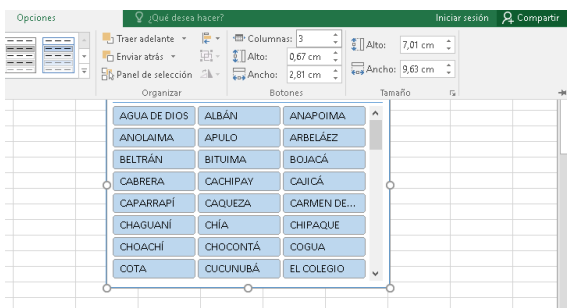 Opciones ¿Qué desea hacer? Iniciar sesión Compartir
Traer adelante Columnas: 3 Alto: 7,01 cm
Enviar atrás Alto: 0,67 cm Ancho: 9,63 cm
Panel de selección Ancho: 2,81 cm
Organizar Botones Tamaño
AGUA DE DIOS ALBÁN ANAPOIMA
ANOLAIMA APULO ARBELÁEZ
BELTRÁN BITUIMA BOJACÁ
CABRERA CACHIPAY CAJICÁ
CAPARRAPÍ CAQUEZA CARMEN DE...
CHAGUANÍ CHÍA CHIPAQUE
CHOACHÍ CHOCONTÁ COGUA
COTA CUCUNUBÁ EL COLEGIO